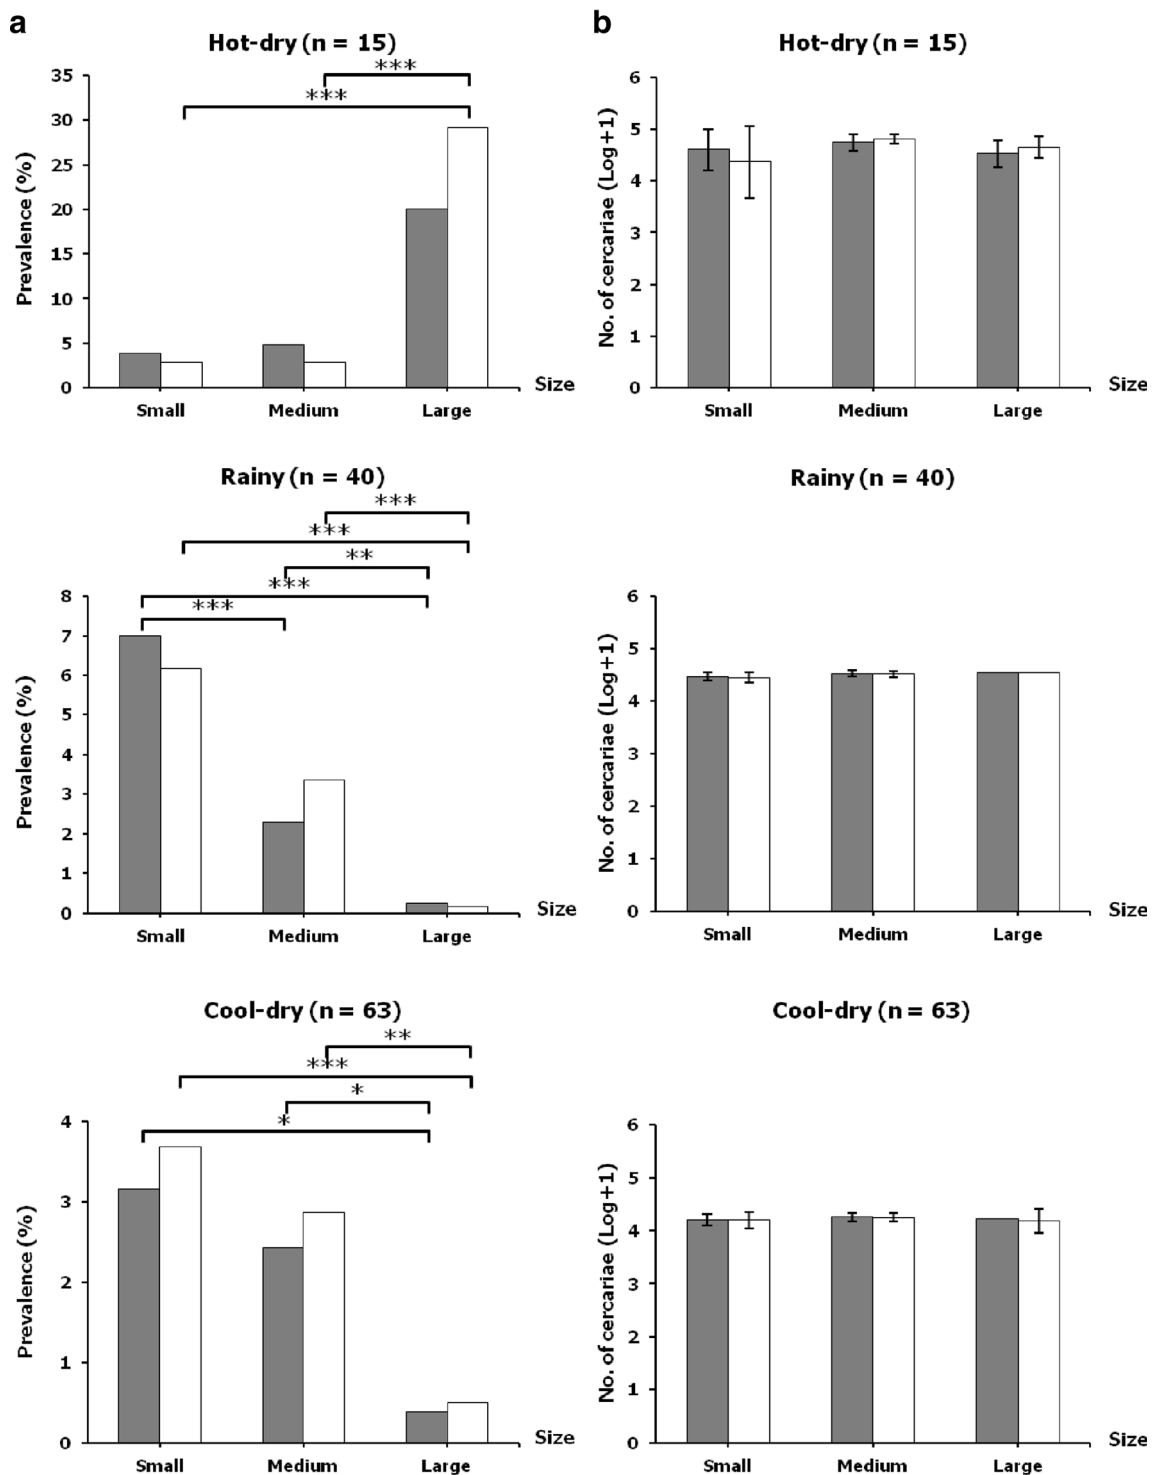 a
Hot-dry (n = 15)
***
***
35
30
25
20
15
10
5
0
Prevalence (%)
Small Medium Large
Size
b
Hot-dry (n = 15)
6
5
4
3
2
1
0
No. of cercariae (Log+1)
Small Medium Large
Size
Rainy (n = 40)
***
***
**
***
***
8
7
6
5
4
3
2
1
0
Prevalence (%)
Small Medium Large
Size
Rainy (n = 40)
6
5
4
3
2
1
0
No. of cercariae (Log+1)
Small Medium Large
Size
Cool-dry (n = 63)
**
***
*
*
4
3
2
1
0
Prevalence (%)
Small Medium Large
Size
Cool-dry (n = 63)
6
5
4
3
2
1
0
No. of cercariae (Log+1)
Small Medium Large
Size